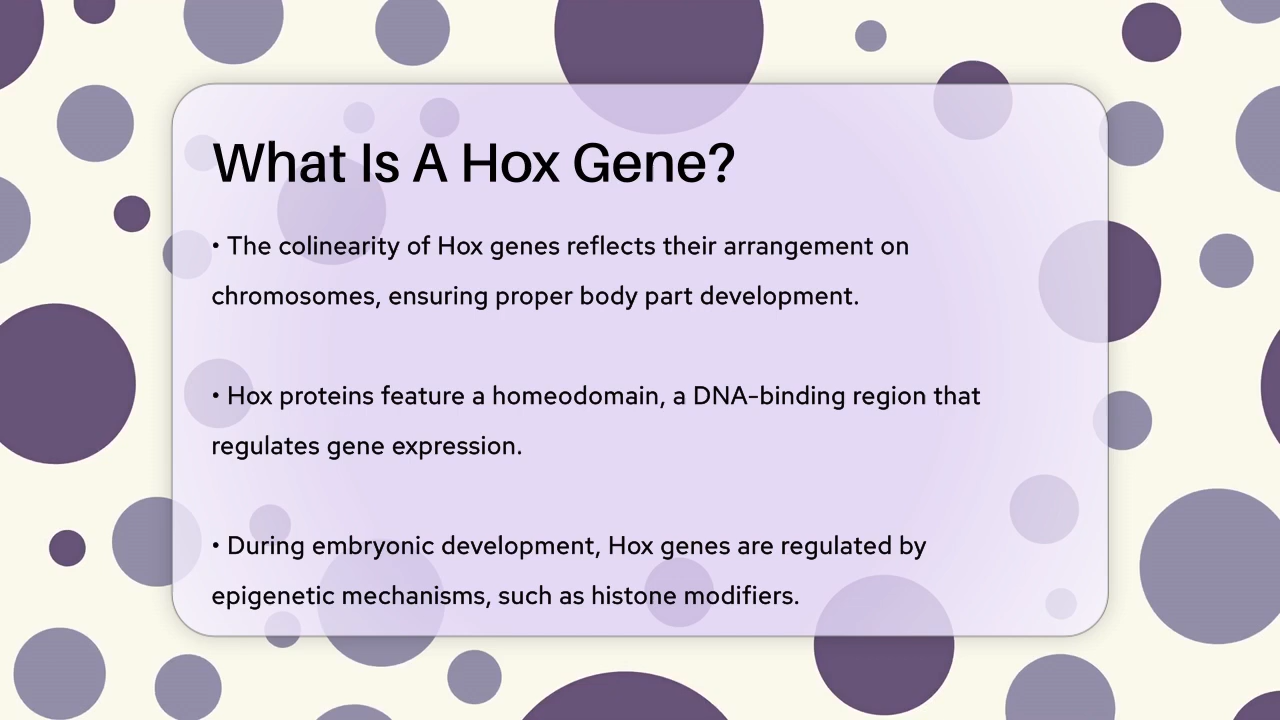 What Is A Hox Gene?
• The colinearity of Hox genes reflects their arrangement on
chromosomes, ensuring proper body part development.
• Hox proteins feature a homeodomain, a DNA-binding region that
regulates gene expression.
• During embryonic development, Hox genes are regulated by
epigenetic mechanisms, such as histone modifiers.